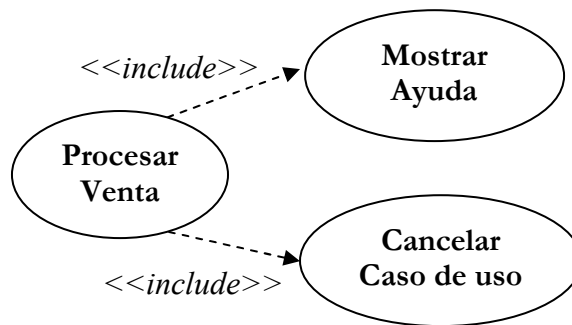 Mostrar
Ayuda
<<include>>
Procesar
Venta
Cancelar
Caso de uso
<<include>>